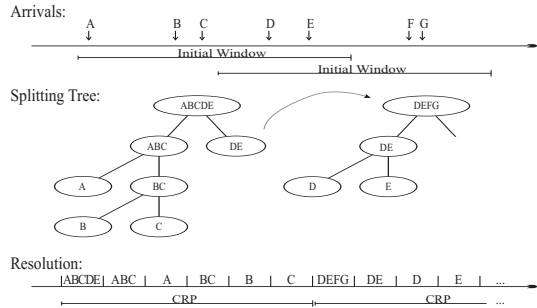 Arrivals:
A B C D E F G
Initial Window
Initial Window
Splitting Tree:
ABCDE DEFG
ABC DE DE
A BC D E
B C
Resolution:
ABCDE ABC A BC B C DEFG DE D E ...
CRP CRP ...